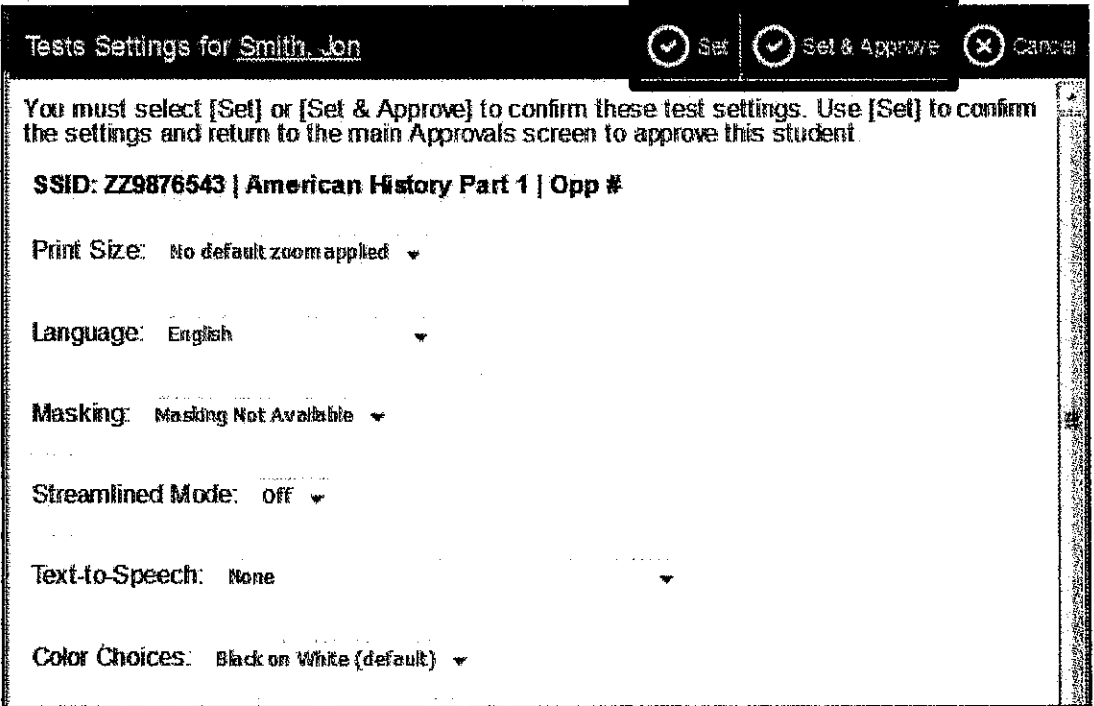 Tests Settings for Smith, Jon
Set
Set & Approve
Cancel
You must select [Set] or [Set & Approve] to confirm these test settings. Use [Set] to confirm
the settings and return to the main Approvals screen to approve this student.
SSID: ZZ9876543 | American History Part 1 | Opp #
Print Size: No default zoom applied
Language: English
Masking: Masking Not Available
Streamlined Mode: Off
Text-to-Speech: None
Color Choices: Black on White (default)